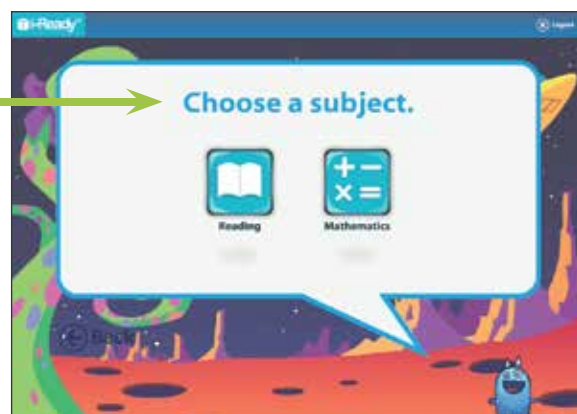 i-Ready
Logout
Choose a subject.
Reading
Mathematics
Back